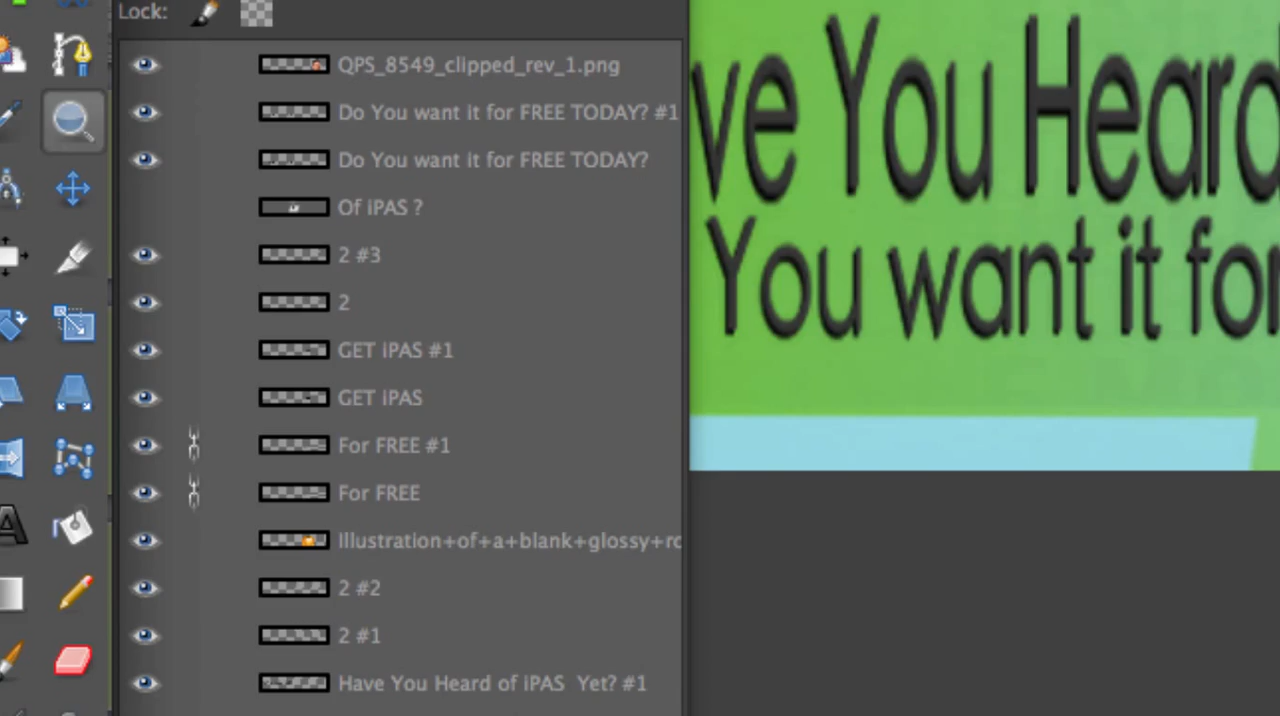 Lock:
QPS_8549_clipped_rev_1.png
Do You want it for FREE TODAY? #1
Do You want it for FREE TODAY?
Of iPAS ?
2 #3
2
GET iPAS #1
GET iPAS
For FREE #1
For FREE
Illustration+of+a+blank+glossy+ro
2 #2
2 #1
Have You Heard of iPAS  Yet? #1
ve You Heard
You want it for